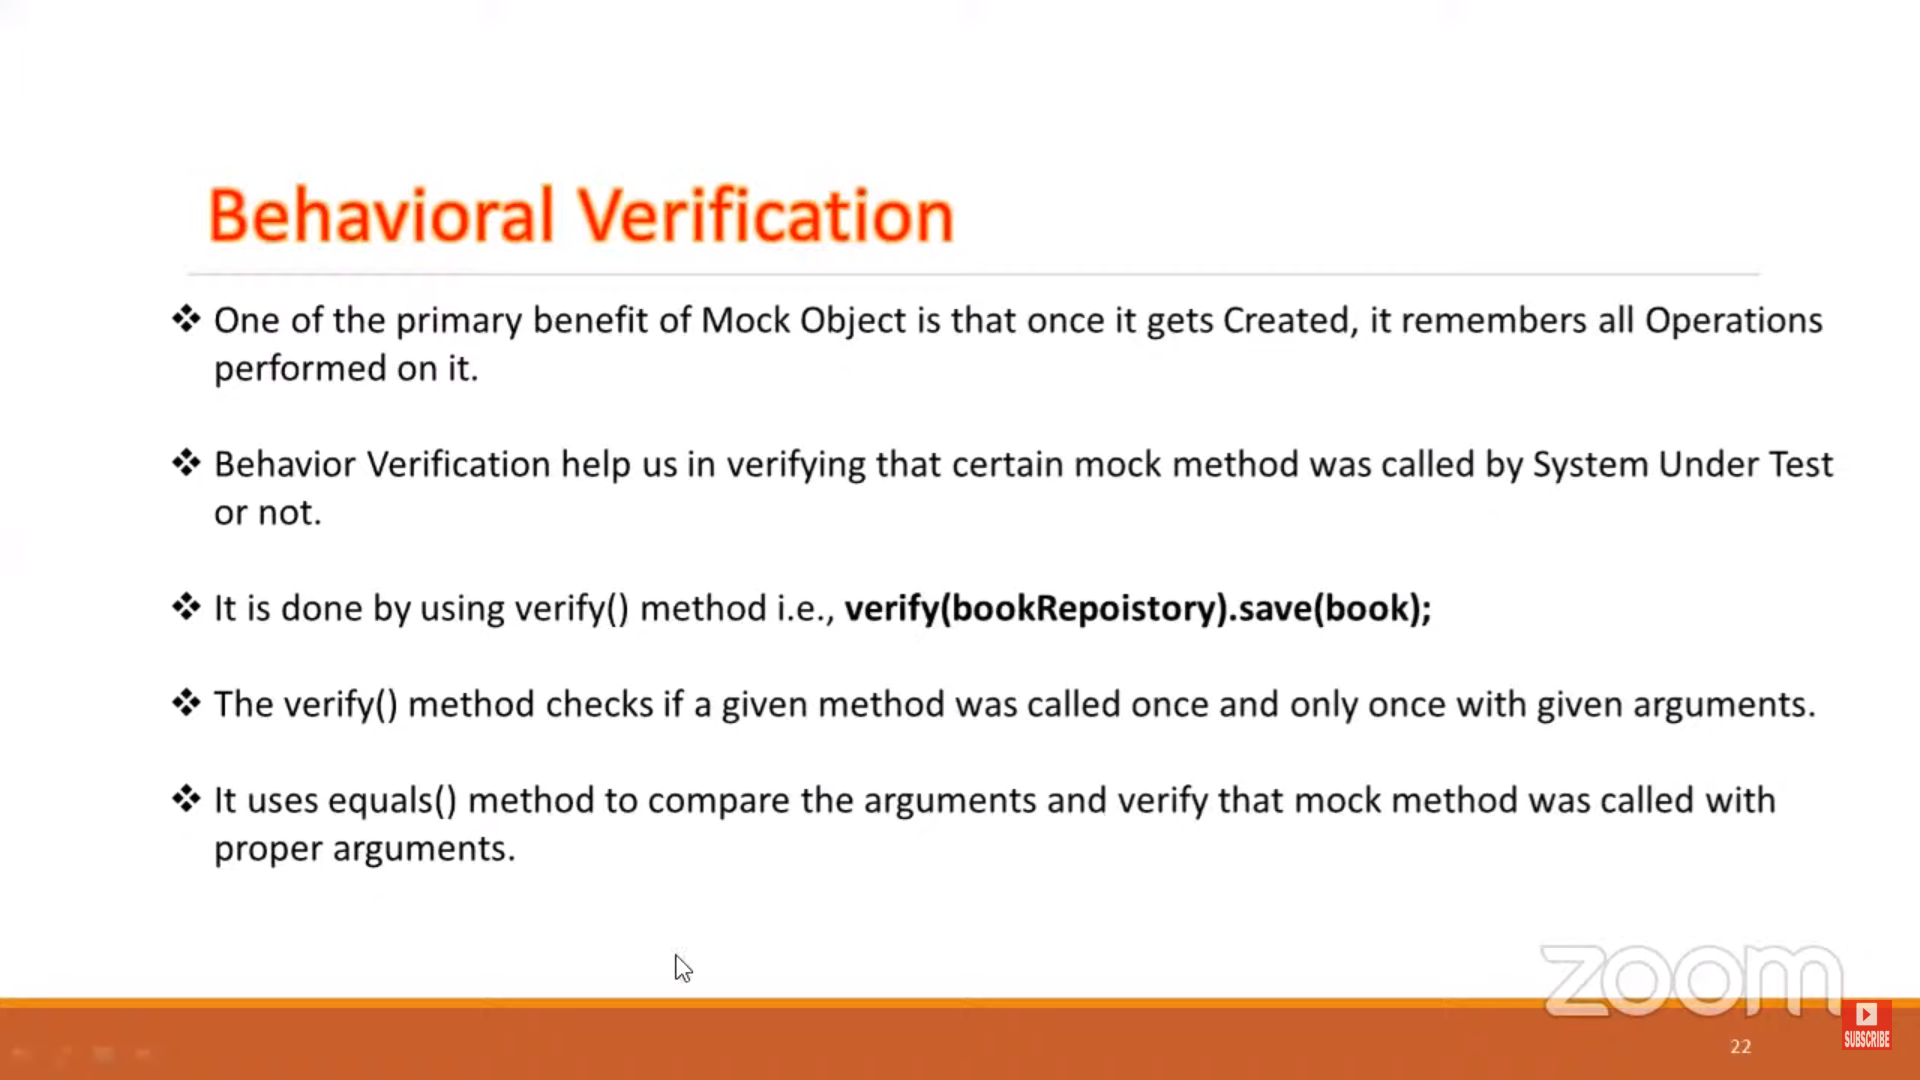 Behavioral Verification
❖ One of the primary benefit of Mock Object is that once it gets Created, it remembers all Operations
performed on it.
❖ Behavior Verification help us in verifying that certain mock method was called by System Under Test
or not.
❖ It is done by using verify() method i.e., verify(bookRepoistory).save(book);
❖ The verify() method checks if a given method was called once and only once with given arguments.
❖ It uses equals() method to compare the arguments and verify that mock method was called with
proper arguments.
zoom
SUBSCRIBE
22